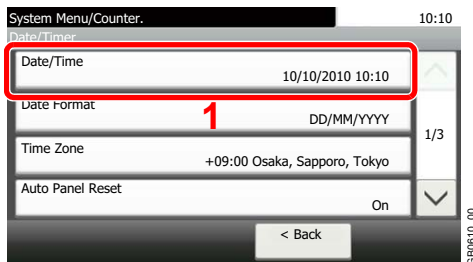 System Menu/Counter. 10:10
Date/Timer
Date/Time
10/10/2010 10:10
Date Format
1
DD/MM/YYYY
1/3
Time Zone
+09:00 Osaka, Sapporo, Tokyo
Auto Panel Reset
On
< Back
GB0610_00